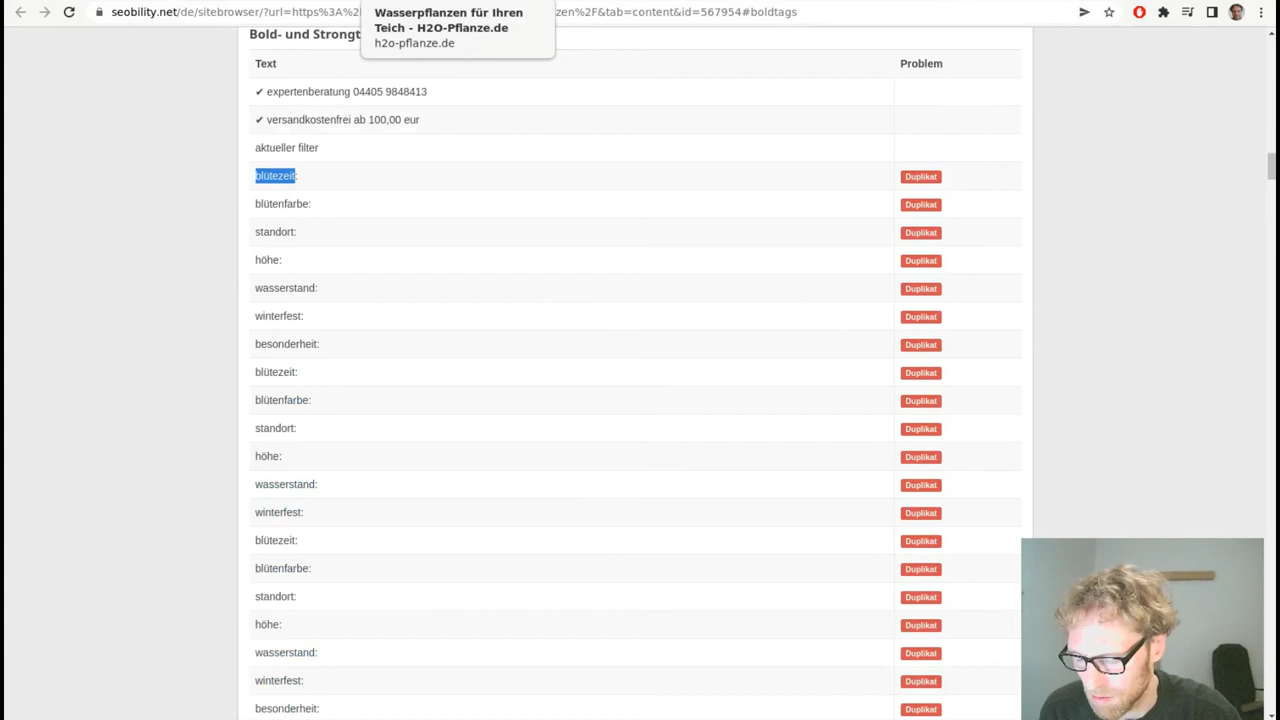 seobility.net/de/sitebrowser/?url=https%3A%2
zen%2F&tab=content&id=567954#boldtags
Wasserpflanzen für Ihren
Teich - H2O-Pflanze.de
h2o-pflanze.de
Bold- und Strongt
Text Problem
✔ expertenberatung 04405 9848413
✔ versandkostenfrei ab 100,00 eur
aktueller filter
blütezeit: Duplikat
blütenfarbe: Duplikat
standort: Duplikat
höhe: Duplikat
wasserstand: Duplikat
winterfest: Duplikat
besonderheit: Duplikat
blütezeit: Duplikat
blütenfarbe: Duplikat
standort: Duplikat
höhe: Duplikat
wasserstand: Duplikat
winterfest: Duplikat
blütezeit: Duplikat
blütenfarbe: Duplikat
standort: Duplikat
höhe: Duplikat
wasserstand: Duplikat
winterfest: Duplikat
besonderheit: Duplikat